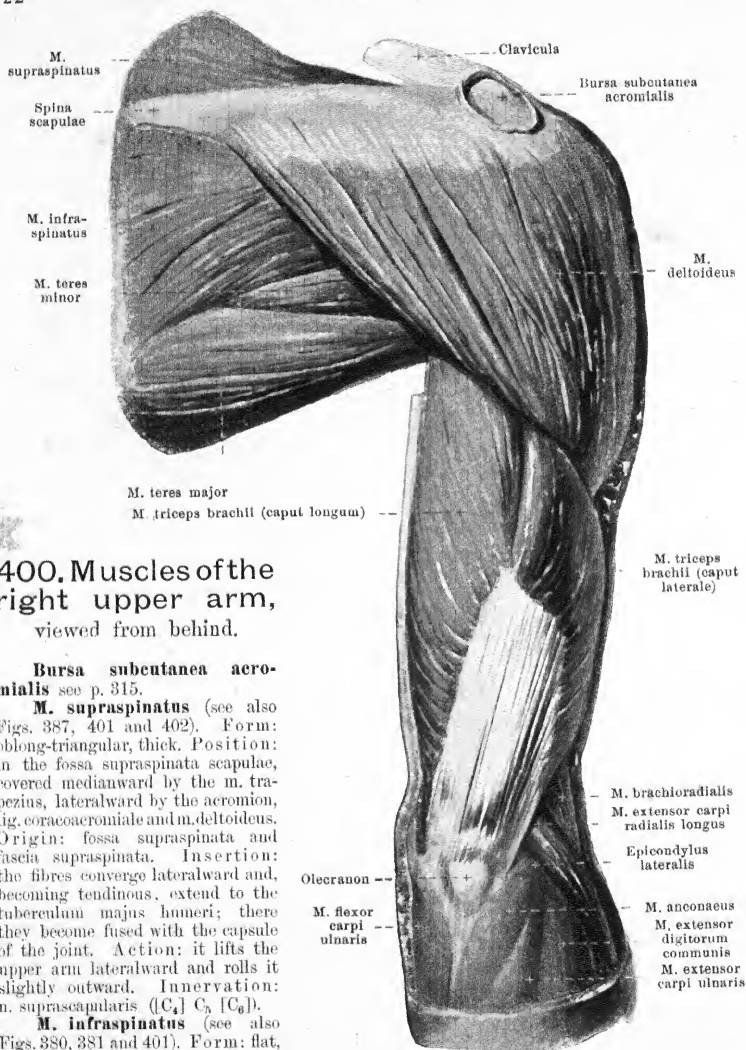 M.
supraspinatus
Spina
scapulae
M. infra-
spinatus
M. teres
minor
Clavicula
Bursa subcutanea
acromialis
M.
deltoideus
M. teres major
M. triceps brachii (caput longum)
M. triceps
brachii (caput
laterale)
400. Muscles of the
right upper arm,
viewed from behind.
Bursa subcutanea acro-
mialis see p. 315.
M. supraspinatus (see also
Figs. 387, 401 and 402). Form:
oblong-triangular, thick. Position:
in the fossa supraspinata scapulae,
covered medianward by the m. tra-
pezius, lateralward by the acromion,
lig. coracoacromiale and m. deltoideus.
Origin: fossa supraspinata and
fascia supraspinata. Insertion:
the fibres converge lateralward and,
becoming tendinous, extend to the
tuberculum majus humeri; there
they become fused with the capsule
of the joint. Action: it lifts the
upper arm lateralward and rolls it
slightly outward. Innervation:
n. suprascapularis ([C₄] C₅ [C₆]).
M. infraspinatus (see also
Figs. 380, 381 and 401). Form: flat,
M. brachioradialis
M. extensor carpi
radialis longus
Epicondylus
lateralis
Olecranon
M. flexor
carpi
ulnaris
M. anconaeus
M. extensor
digitorum
communis
M. extensor
carpi ulnaris